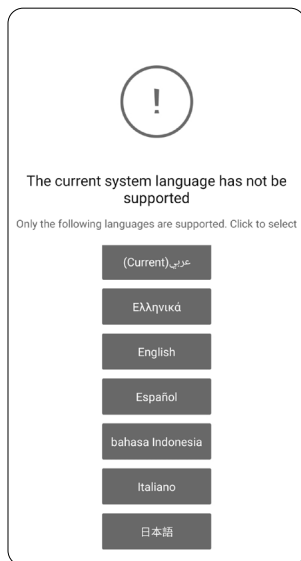 !
The current system language has not be
supported
Only the following languages are supported. Click to select
(Current)عربي
Ελληνικά
English
Español
bahasa Indonesia
Italiano
日本語